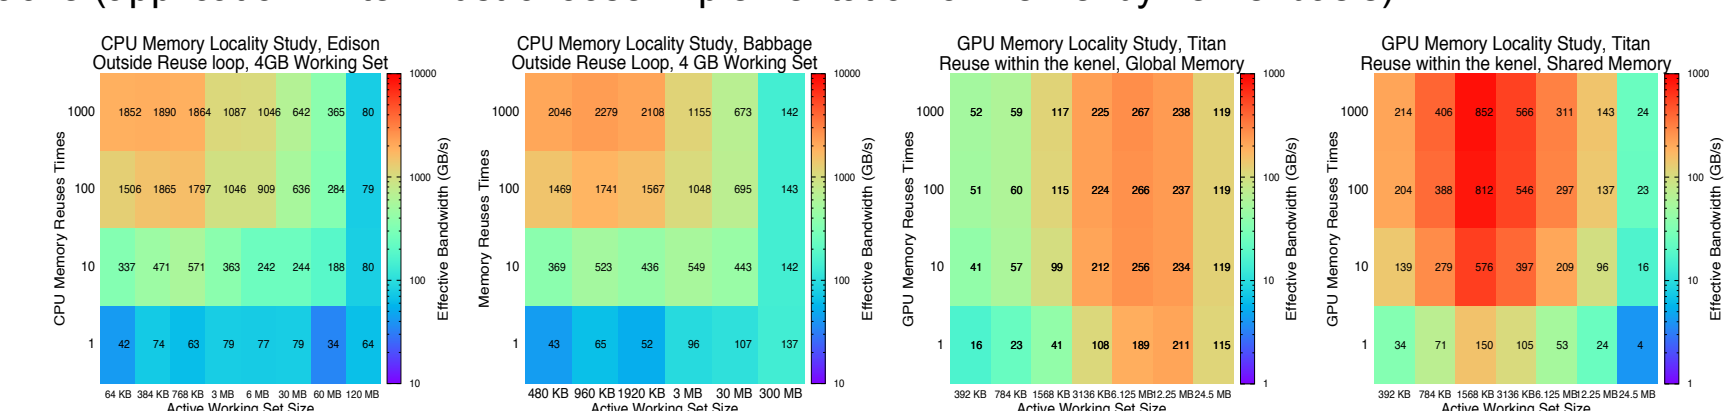 CPU Memory Locality Study, Edison
Outside Reuse loop, 4GB Working Set
CPU Memory Reuses Times
1000 1852 1890 1864 1087 1046 642 365 80
100 1506 1865 1797 1046 909 636 284 79
10 337 471 571 363 242 244 188 80
1 42 74 63 79 77 79 34 64
64 KB 384 KB 768 KB 3 MB 6 MB 30 MB 60 MB 120 MB
Active Working Set Size
10000
1000
100
10
Effective Bandwidth (GB/s)
CPU Memory Locality Study, Babbage
Outside Reuse Loop, 4 GB Working Set
Memory Reuses Times
1000 2046 2279 2108 1155 673 142
100 1469 1741 1567 1048 695 143
10 369 523 436 549 443 142
1 43 65 52 96 107 137
480 KB 960 KB 1920 KB 3 MB 30 MB 300 MB
Active Working Set Size
10000
1000
100
10
Effective Bandwidth (GB/s)
GPU Memory Locality Study, Titan
Reuse within the kenel, Global Memory
GPU Memory Reuses Times
1000 52 59 117 225 267 238 119
100 51 60 115 224 266 237 119
10 41 57 99 212 256 234 119
1 16 23 41 108 189 211 115
392 KB 784 KB 1568 KB 3136 KB 6.125 MB 12.25 MB 24.5 MB
Active Working Set Size
1000
100
10
1
Effective Bandwidth (GB/s)
GPU Memory Locality Study, Titan
Reuse within the kenel, Shared Memory
GPU Memory Reuses Times
1000 214 406 852 566 311 143 24
100 204 388 812 546 297 137 23
10 139 279 576 397 209 96 16
1 34 71 150 105 53 24 4
392 KB 784 KB 1568 KB 3136 KB 6.125 MB 12.25 MB 24.5 MB
Active Working Set Size
1000
100
10
1
Effective Bandwidth (GB/s)